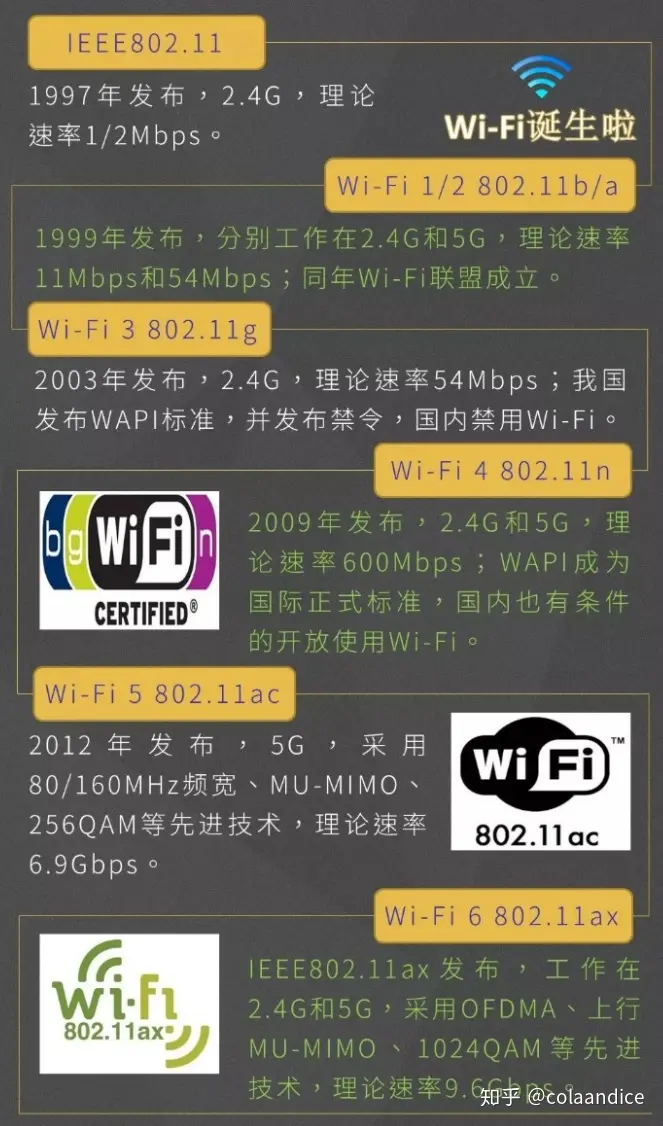 IEEE802.11
1997年发布，2.4G，理论
速率1/2Mbps。
Wi-Fi诞生啦
Wi-Fi 1/2 802.11b/a
1999年发布，分别工作在2.4G和5G，理论速率
11Mbps和54Mbps；同年Wi-Fi联盟成立。
Wi-Fi 3 802.11g
2003年发布，2.4G，理论速率54Mbps；我国
发布WAPI标准，并发布禁令，国内禁用Wi-Fi。
Wi-Fi 4 802.11n
b g Wi Fi n
CERTIFIED®
2009年发布，2.4G和5G，理
论速率600Mbps；WAPI成为
国际正式标准，国内也有条件
的开放使用Wi-Fi。
Wi-Fi 5 802.11ac
2012年发布，5G，采用
80/160MHz频宽、MU-MIMO、
256QAM等先进技术，理论速率
6.9Gbps。
Wi Fi™
802.11ac
Wi-Fi 6 802.11ax
wi-fi
802.11ax
IEEE802.11ax发布，工作在
2.4G和5G，采用OFDMA、上行
MU-MIMO、1024QAM等先进
技术，理论速率9.6Gbps。
知乎 @colaandice